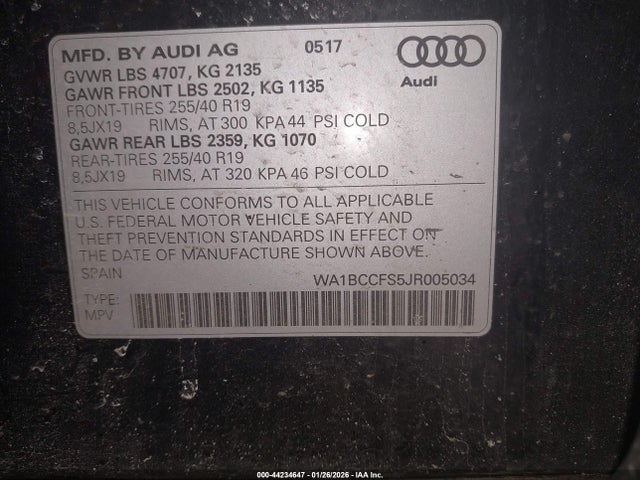 MFD. BY AUDI AG 0517
GVWR LBS 4707, KG 2135
GAWR FRONT LBS 2502, KG 1135
FRONT-TIRES 255/40 R19
8,5JX19 RIMS, AT 300 KPA 44 PSI COLD
GAWR REAR LBS 2359, KG 1070
REAR-TIRES 255/40 R19
8,5JX19 RIMS, AT 320 KPA 46 PSI COLD
Audi
THIS VEHICLE CONFORMS TO ALL APPLICABLE
U.S. FEDERAL MOTOR VEHICLE SAFETY AND
THEFT PREVENTION STANDARDS IN EFFECT ON
THE DATE OF MANUFACTURE SHOWN ABOVE.
SPAIN WA1BCCFS5JR005034
TYPE:
MPV
000-44234647 - 01/26/2026 - IAA Inc.